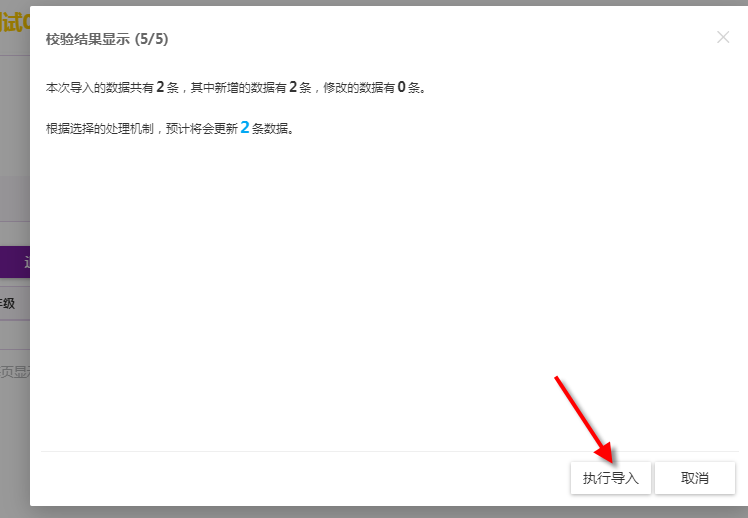 校验结果显示 (5/5)
本次导入的数据共有 2 条，其中新增的数据有 2 条，修改的数据有 0 条。
根据选择的处理机制，预计将会更新 2 条数据。
级
页显
执行导入
取消